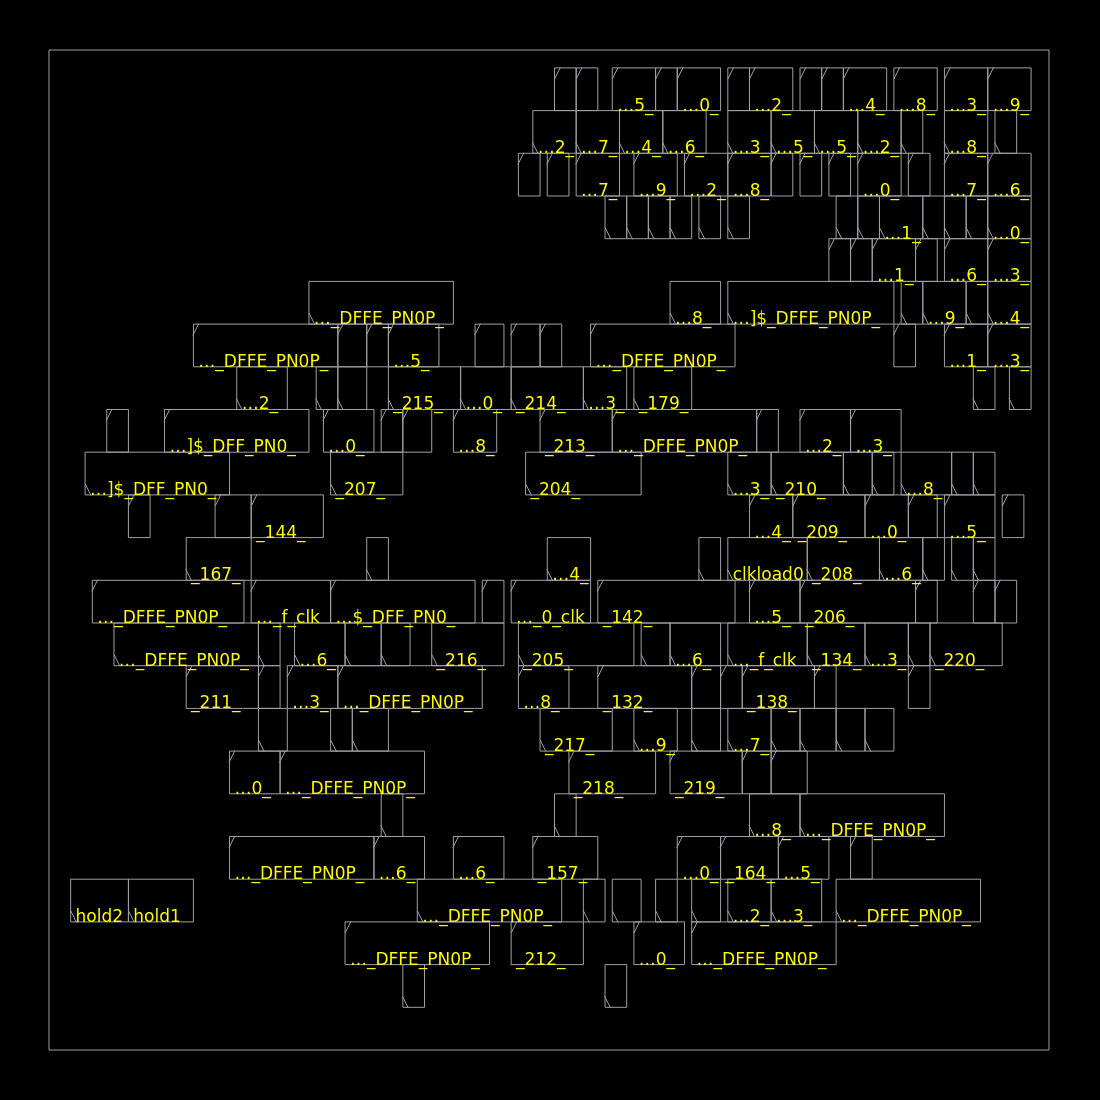 …5_ …0_ …2_ …4_ …8_ …3_ …9_
…2_ …7_ …4_ …6_ …3_ …5_ …5_ …2_ …8_
…7_ …9_ …2_ …8_ …0_ …7_ …6_
…1_ …0_
…1_ …6_ …3_
…_DFFE_PN0P_ …8_ …]$_DFFE_PN0P_ …9_ …4_
…_DFFE_PN0P_ …5_ …_DFFE_PN0P_ …1_ …3_
…2_ _215_ …0_ _214_ …3_ _179_
…]$_DFF_PN0_ …0_ …8_ _213_ …_DFFE_PN0P_ …2_ …3_
…]$_DFF_PN0_ _207_ _204_ …3_ _210_ …8_
_144_ …4_ _209_ …0_ …5_
_167_ …4_ clkload0 _208_ …6_
…_DFFE_PN0P_ …_f_clk …$_DFF_PN0_ …_0_clk _142_ …5_ _206_
…_DFFE_PN0P_ …6_ _216_ _205_ …6_ …_f_clk _134_ …3_ _220_
_211_ …3_ …_DFFE_PN0P_ …8_ _132_ _138_
_217_ …9_ …7_
…0_ …_DFFE_PN0P_ _218_ _219_
…8_ …_DFFE_PN0P_
…_DFFE_PN0P_ …6_ …6_ _157_ …0_ _164_ …5_
hold2 hold1 …_DFFE_PN0P_ …2_ …3_ …_DFFE_PN0P_
…_DFFE_PN0P_ _212_ …0_ …_DFFE_PN0P_